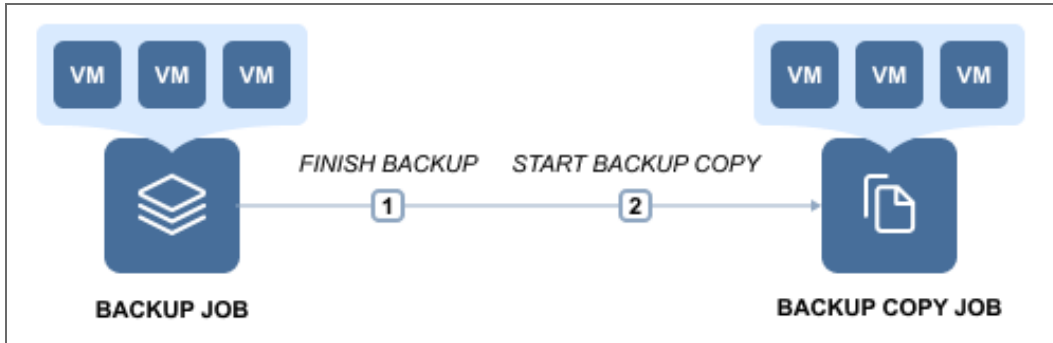 VM VM VM
VM VM VM
FINISH BACKUP
START BACKUP COPY
1
2
BACKUP JOB
BACKUP COPY JOB